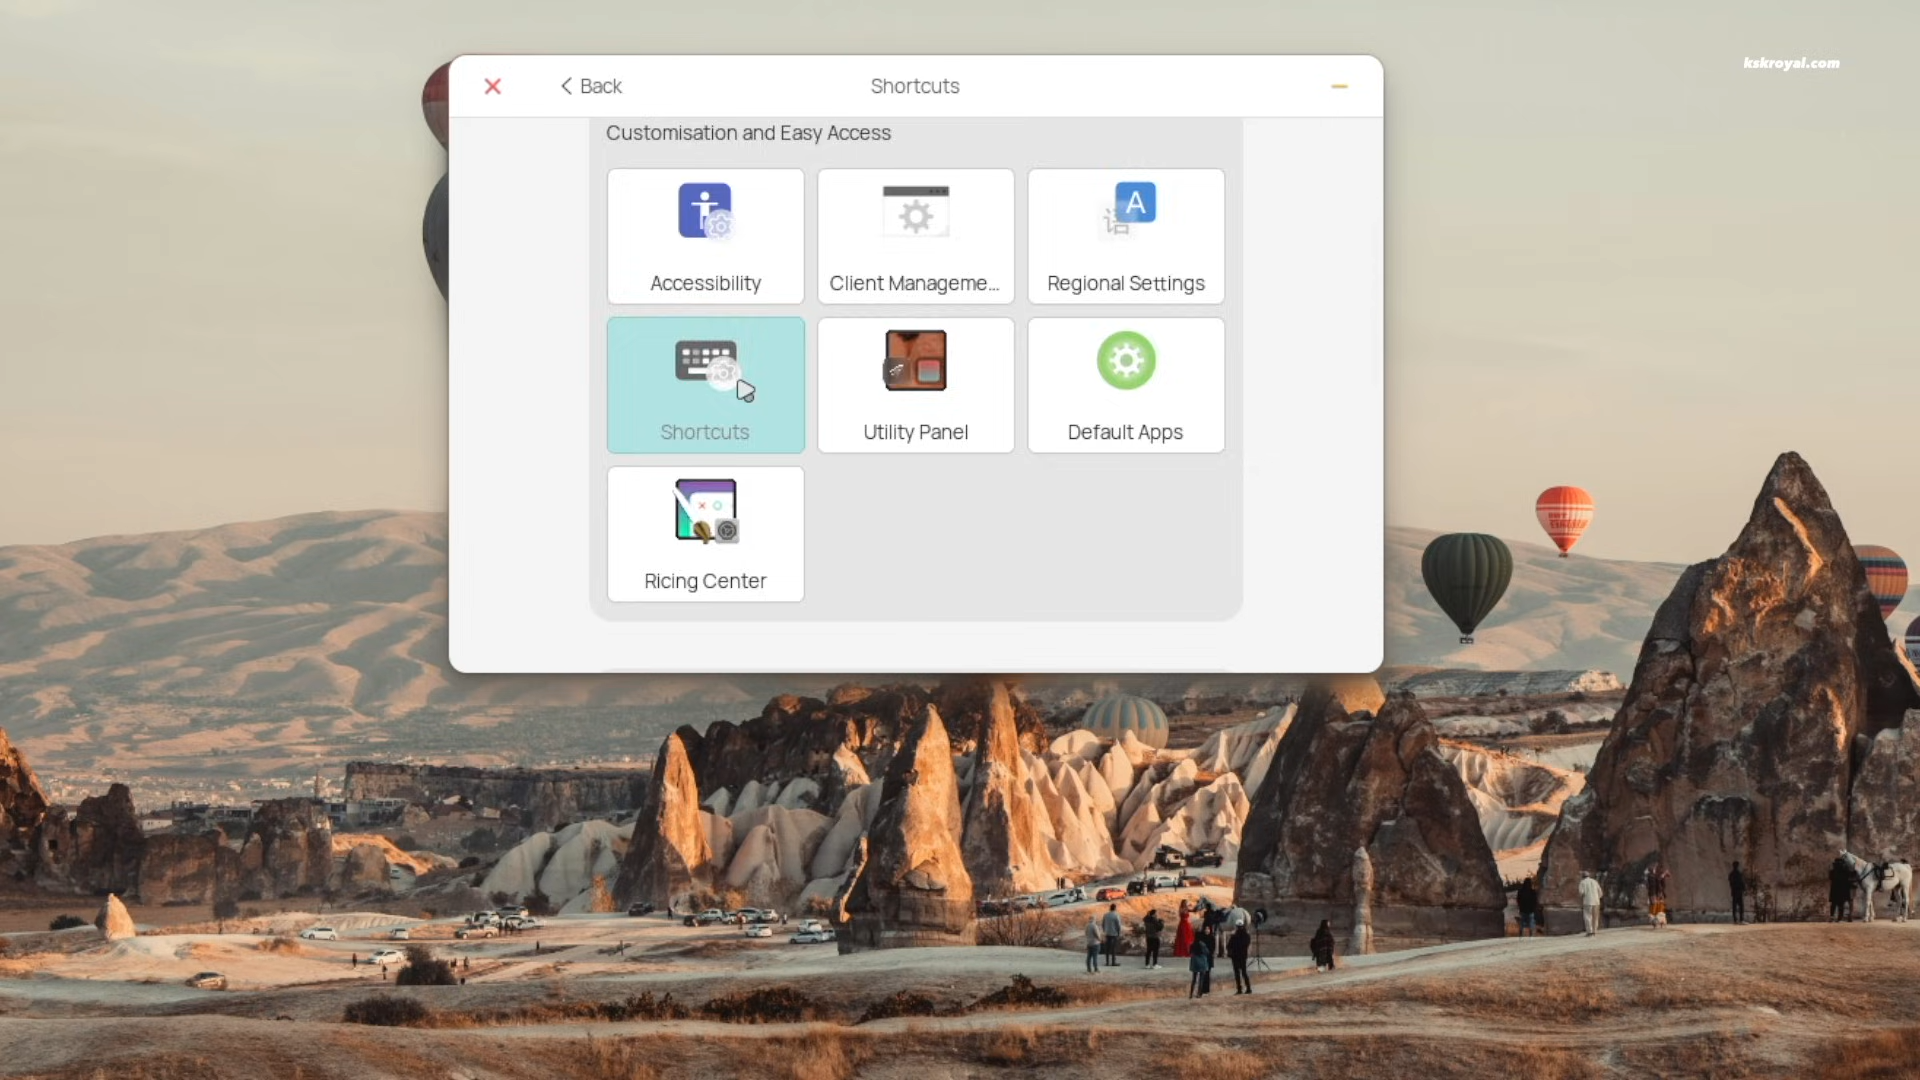 kskroyal.com
Back
Shortcuts
Customisation and Easy Access
Accessibility
Client Manageme...
A
语
Regional Settings
Shortcuts
Utility Panel
Default Apps
Ricing Center